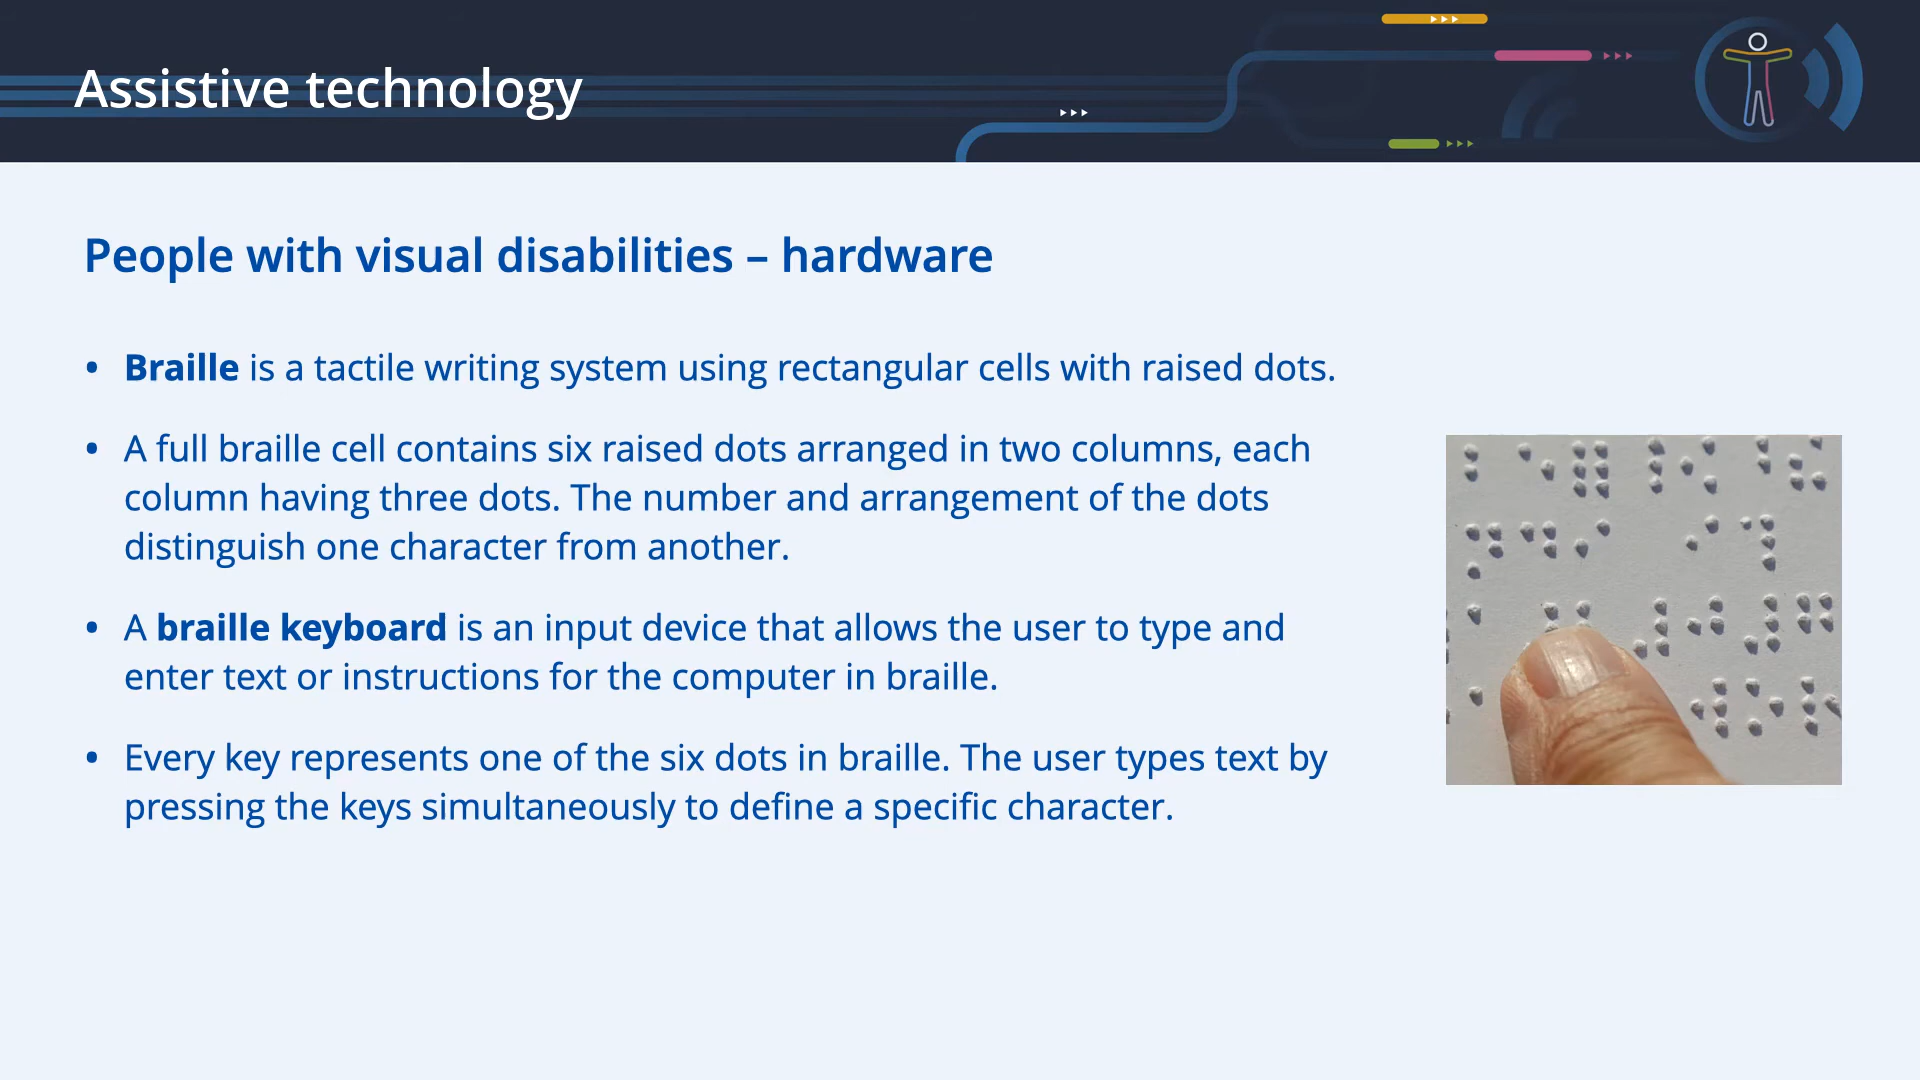 Assistive technology
People with visual disabilities – hardware
• Braille is a tactile writing system using rectangular cells with raised dots.
• A full braille cell contains six raised dots arranged in two columns, each
column having three dots. The number and arrangement of the dots
distinguish one character from another.
• A braille keyboard is an input device that allows the user to type and
enter text or instructions for the computer in braille.
• Every key represents one of the six dots in braille. The user types text by
pressing the keys simultaneously to define a specific character.